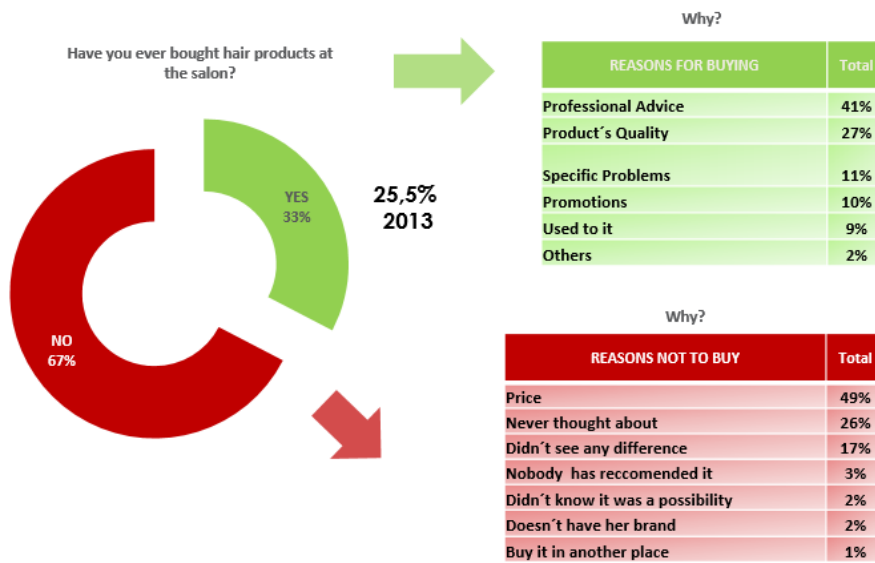 Have you ever bought hair products at
the salon?
YES
33%
25,5%
2013
NO
67%
Why?
REASONS FOR BUYING Total
Professional Advice 41%
Product´s Quality 27%
Specific Problems 11%
Promotions 10%
Used to it 9%
Others 2%
Why?
REASONS NOT TO BUY Total
Price 49%
Never thought about 26%
Didn´t see any difference 17%
Nobody has reccomended it 3%
Didn´t know it was a possibility 2%
Doesn´t have her brand 2%
Buy it in another place 1%